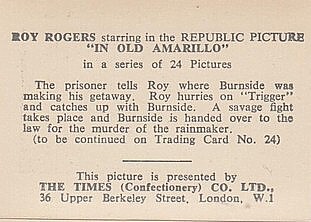 ROY ROGERS starring in the REPUBLIC PICTURE
"IN OLD AMARILLO"
in a series of 24 Pictures
The prisoner tells Roy where Burnside was
making his getaway. Roy hurries on "Trigger"
and catches up with Burnside. A savage fight
takes place and Burnside is handed over to the
law for the murder of the rainmaker.
(to be continued on Trading Card No. 24)
This picture is presented by
THE TIMES (Confectionery) CO. LTD.,
36 Upper Berkeley Street, London, W.1